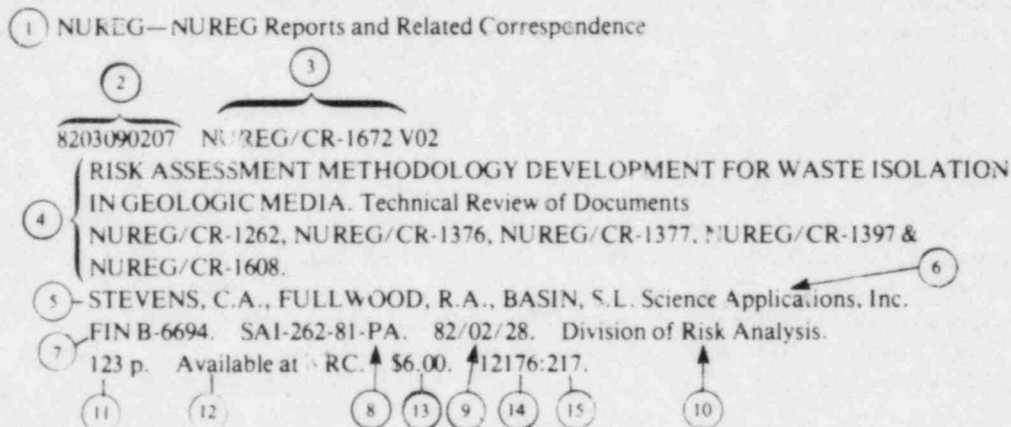 1 NUREG—NUREG Reports and Related Correspondence
2 3
8203090207 NUREG/CR-1672 V02
RISK ASSESSMENT METHODOLOGY DEVELOPMENT FOR WASTE ISOLATION
4 IN GEOLOGIC MEDIA. Technical Review of Documents
NUREG/CR-1262, NUREG/CR-1376, NUREG/CR-1377, NUREG/CR-1397 &
NUREG/CR-1608.
6
5 STEVENS, C.A., FULLWOOD, R.A., BASIN, S.L. Science Applications, Inc.
7 FIN B-6694. SAI-262-81-PA. 82/02/28. Division of Risk Analysis.
123 p. Available at RC. $6.00. 12176:217.
11 12 8 13 9 14 15 10